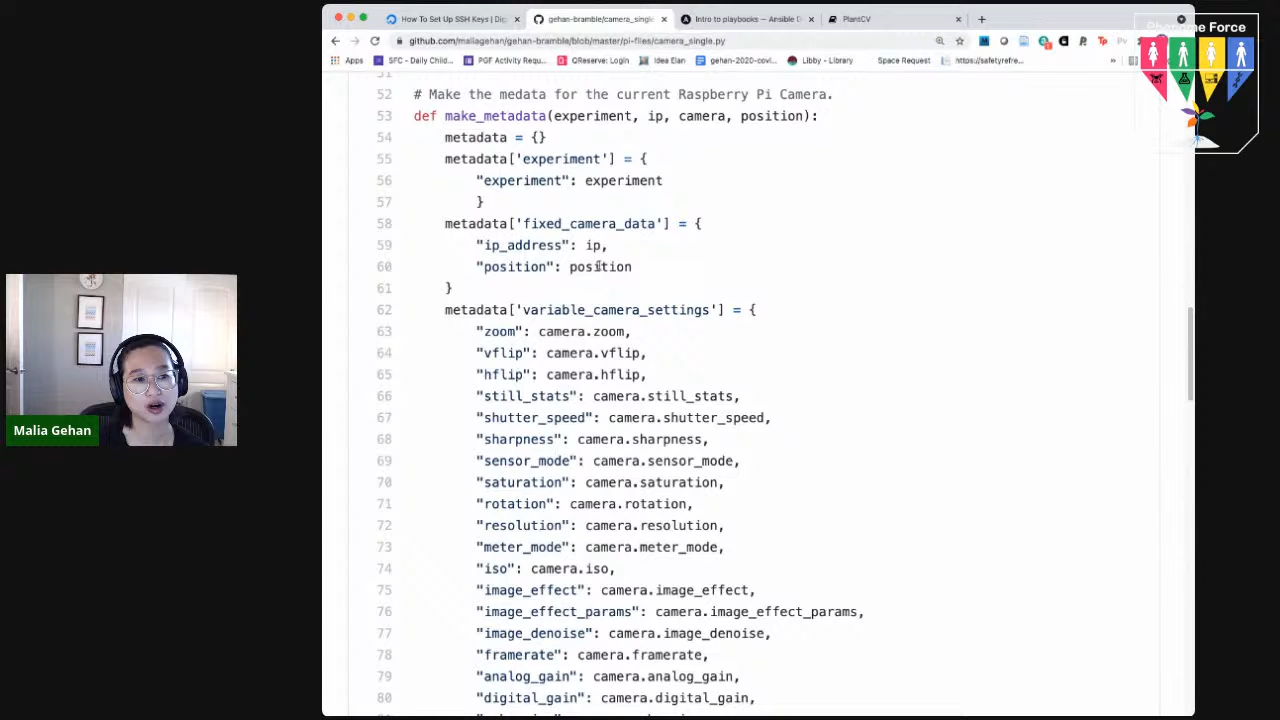 How To Set Up SSH Keys | Dig
gehan-bramble/camera_single
Intro to playbooks — Ansible D
PlantCV
github.com/maliagehan/gehan-bramble/blob/master/pi-files/camera_single.py
Apps
SFC - Daily Child...
PGF Activity Requ...
QReserve: Login
Idea Elan
gehan-2020-covi...
Libby - Library
Space Request
https://safetyrefre...
Phenome Force
52 # Make the medata for the current Raspberry Pi Camera.
53 def make_metadata(experiment, ip, camera, position):
54 metadata = {}
55 metadata['experiment'] = {
56 "experiment": experiment
57 }
58 metadata['fixed_camera_data'] = {
59 "ip_address": ip,
60 "position": position
61 }
62 metadata['variable_camera_settings'] = {
63 "zoom": camera.zoom,
64 "vflip": camera.vflip,
65 "hflip": camera.hflip,
66 "still_stats": camera.still_stats,
67 "shutter_speed": camera.shutter_speed,
68 "sharpness": camera.sharpness,
69 "sensor_mode": camera.sensor_mode,
70 "saturation": camera.saturation,
71 "rotation": camera.rotation,
72 "resolution": camera.resolution,
73 "meter_mode": camera.meter_mode,
74 "iso": camera.iso,
75 "image_effect": camera.image_effect,
76 "image_effect_params": camera.image_effect_params,
77 "image_denoise": camera.image_denoise,
78 "framerate": camera.framerate,
79 "analog_gain": camera.analog_gain,
80 "digital_gain": camera.digital_gain,
Malia Gehan